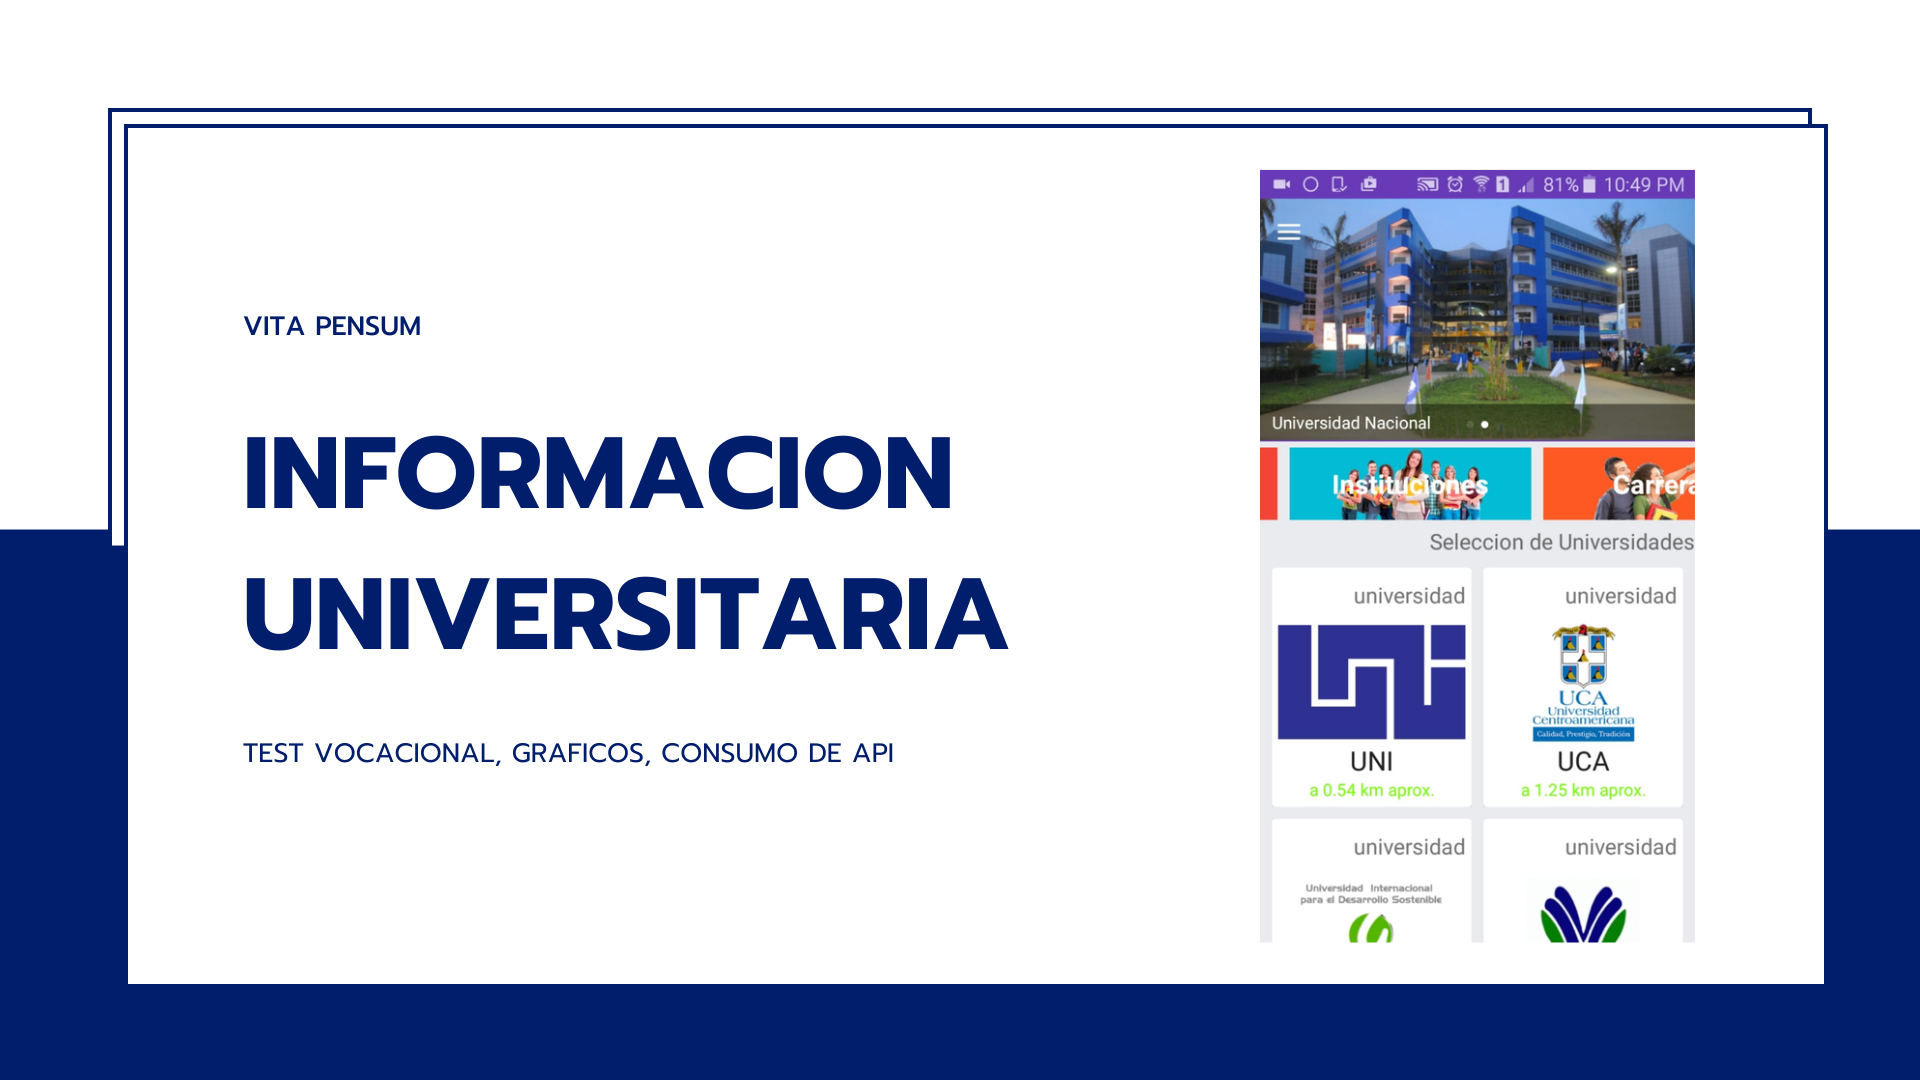 VITA PENSUM
INFORMACION
UNIVERSITARIA
TEST VOCACIONAL, GRAFICOS, CONSUMO DE API
1 81% 10:49 PM
Universidad Nacional
Instituciones Carrera
Seleccion de Universidades
universidad universidad
uni
UCA
Universidad
Centroamericana
Calidad, Prestigio, Tradición
UNI UCA
a 0.54 km aprox. a 1.25 km aprox.
universidad universidad
Universidad Internacional
para el Desarrollo Sostenible